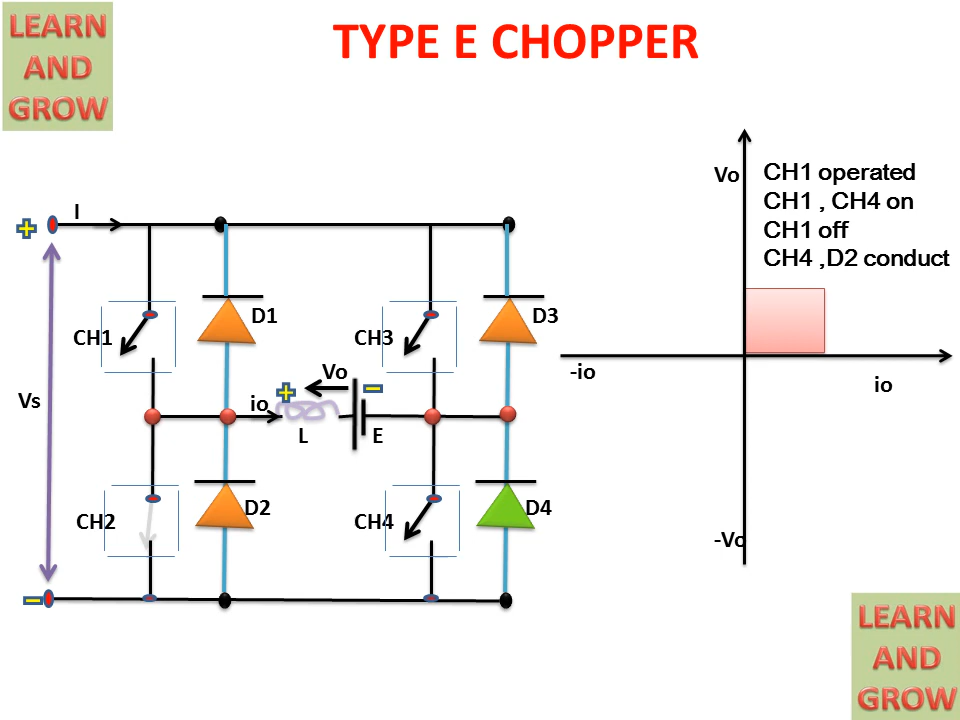 LEARN
AND
GROW
TYPE E CHOPPER
Vo
CH1 operated
CH1 , CH4 on
CH1 off
CH4 ,D2 conduct
I
D1
D3
CH1
CH3
Vs
Vo
-io
io
io
L
E
CH2
D2
CH4
D4
-Vo
LEARN
AND
GROW